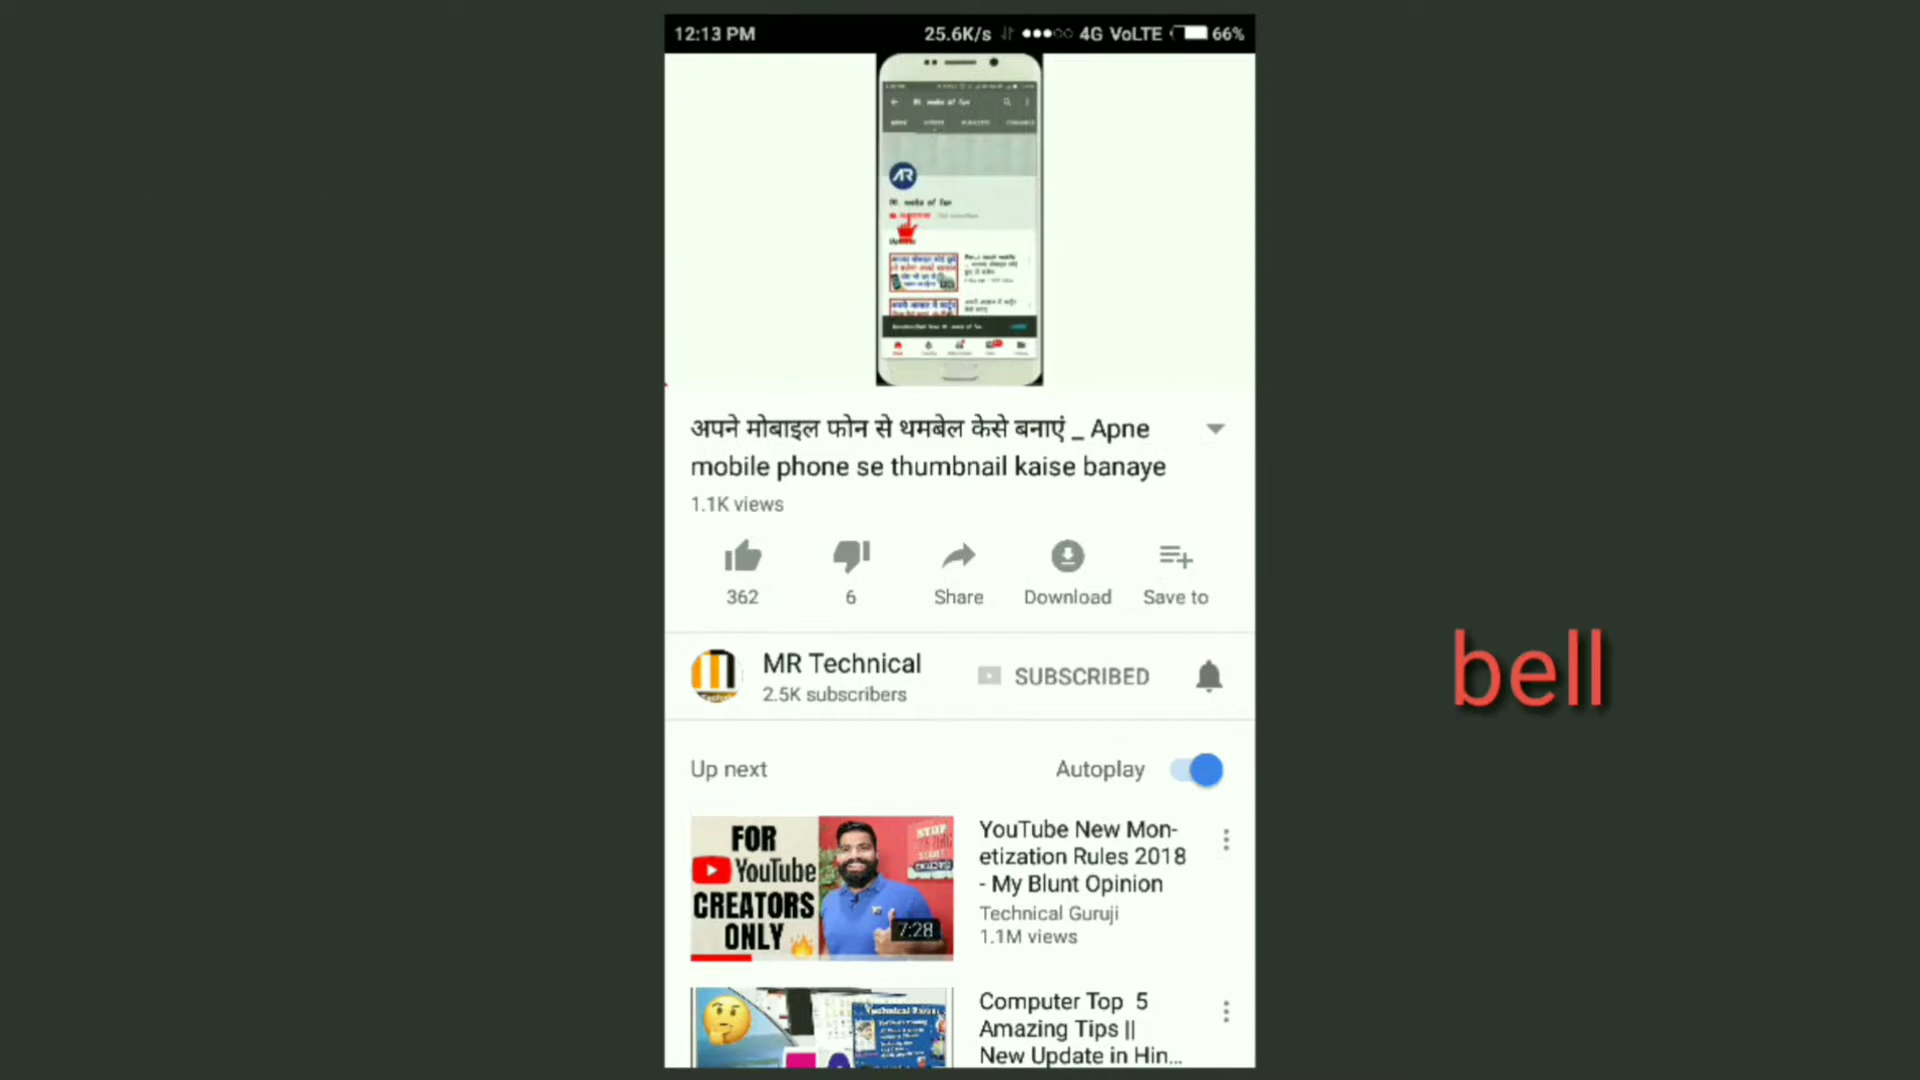 12:13 PM 25.6K/s 4G VoLTE 66%
AR
अपने मोबाइल फोन से थमबेल केसे बनाएं _ Apne
mobile phone se thumbnail kaise banaye
1.1K views
362 6 Share Download Save to
MR Technical
2.5K subscribers
SUBSCRIBED
bell
Up next Autoplay
FOR
YouTube
CREATORS
ONLY
STOP
7:28
YouTube New Mon-
etization Rules 2018
- My Blunt Opinion
Technical Guruji
1.1M views
Computer Top 5
Amazing Tips ||
New Update in Hin...